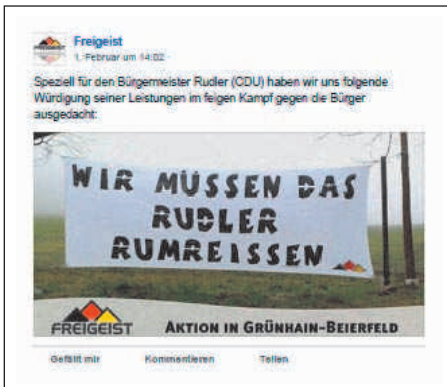 Freigeist
1. Februar um 14:02
Speziell für den Bürgermeister Rudler (CDU) haben wir uns folgende
Würdigung seiner Leistungen im feigen Kampf gegen die Bürger
ausgedacht:
WIR MÜSSEN DAS
RUDLER
RUMREISSEN
FREIGEIST AKTION IN GRÜNHAIN-BEIERFELD
Gefällt mir Kommentieren Teilen